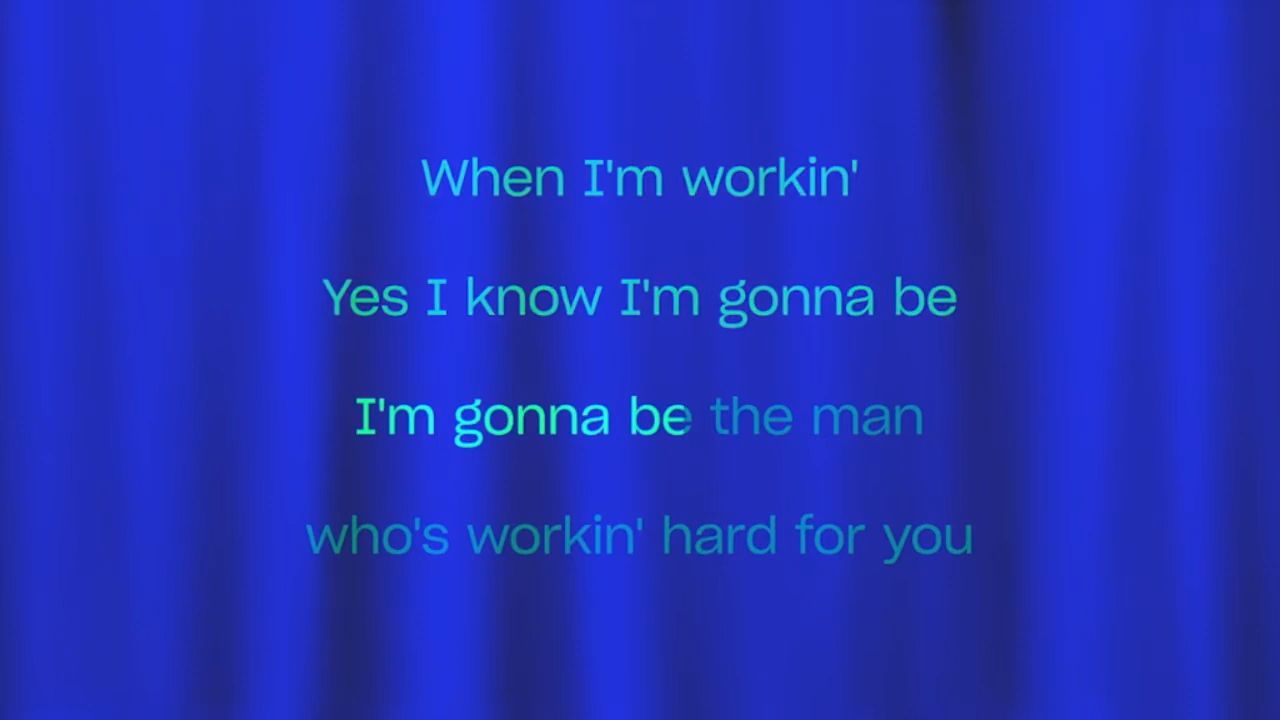 When I'm workin'
Yes I know I'm gonna be
I'm gonna be the man
who's workin' hard for you